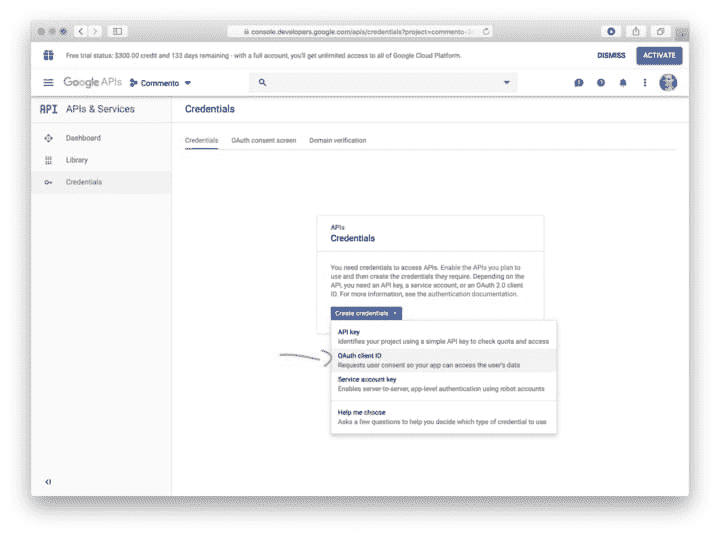 console.developers.google.com/apis/credentials?project=commento-
Free trial status: $300.00 credit and 133 days remaining - with a full account, you'll get unlimited access to all of Google Cloud Platform.
DISMISS
ACTIVATE
Google APIs
Commento
API APIs & Services
Credentials
Dashboard
Library
Credentials
Credentials
OAuth consent screen
Domain verification
APIs
Credentials
You need credentials to access APIs. Enable the APIs you plan to
use and then create the credentials they require. Depending on the
API, you need an API key, a service account, or an OAuth 2.0 client
ID. For more information, see the authentication documentation.
Create credentials
API key
Identifies your project using a simple API key to check quota and access
OAuth client ID
Requests user consent so your app can access the user's data
Service account key
Enables server-to-server, app-level authentication using robot accounts
Help me choose
Asks a few questions to help you decide which type of credential to use